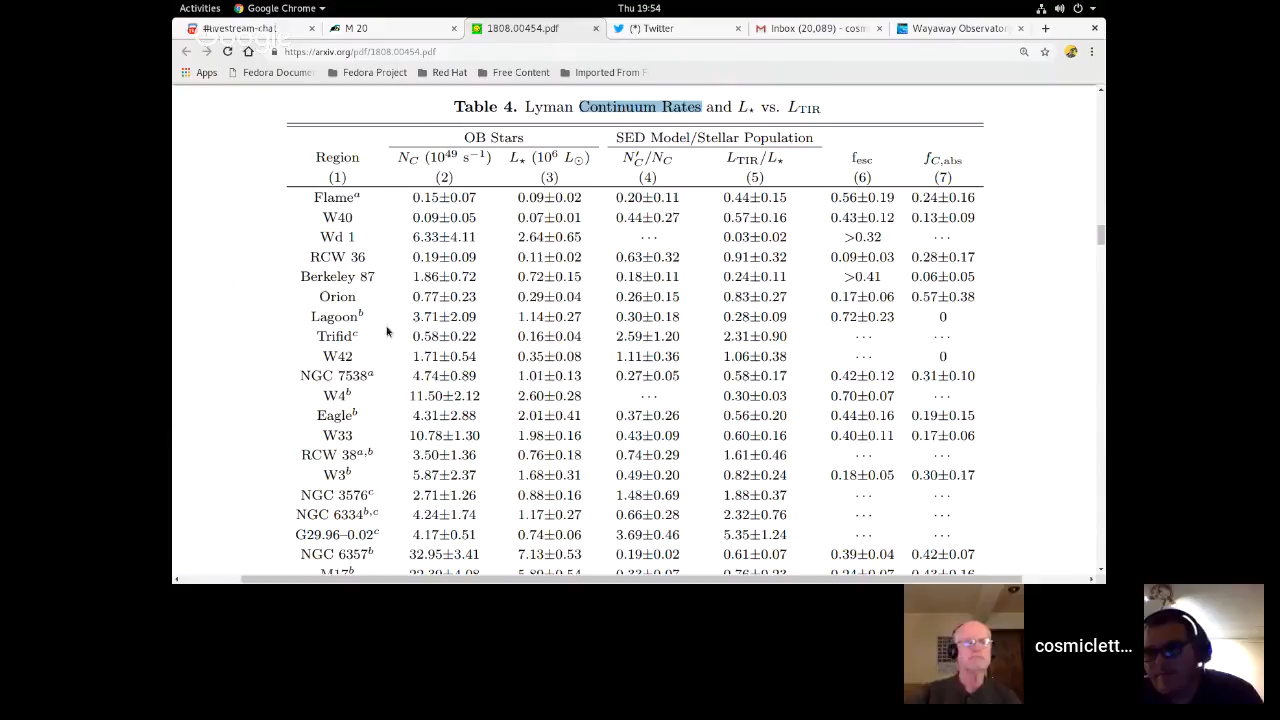 Activities Google Chrome Thu 19:54
#livestream-chat M 20 1808.00454.pdf (*) Twitter Inbox (20,089) - cosm Wayaway Observator
Google
https://arxiv.org/pdf/1808.00454.pdf
Apps Fedora Docume Fedora Project Red Hat Free Content Imported From F
Table 4. Lyman Continuum Rates and L⋆ vs. LTIR
OB Stars SED Model/Stellar Population
Region NC (10^49 s^−1) L⋆ (10^6 L⊙) N′C/NC LTIR/L⋆ fesc fC,abs
(1) (2) (3) (4) (5) (6) (7)
Flame^a 0.15±0.07 0.09±0.02 0.20±0.11 0.44±0.15 0.56±0.19 0.24±0.16
W40 0.09±0.05 0.07±0.01 0.44±0.27 0.57±0.16 0.43±0.12 0.13±0.09
Wd 1 6.33±4.11 2.64±0.65 ··· 0.03±0.02 >0.32 ···
RCW 36 0.19±0.09 0.11±0.02 0.63±0.32 0.91±0.32 0.09±0.03 0.28±0.17
Berkeley 87 1.86±0.72 0.72±0.15 0.18±0.11 0.24±0.11 >0.41 0.06±0.05
Orion 0.77±0.23 0.29±0.04 0.26±0.15 0.83±0.27 0.17±0.06 0.57±0.38
Lagoon^b 3.71±2.09 1.14±0.27 0.30±0.18 0.28±0.09 0.72±0.23 0
Trifid^c 0.58±0.22 0.16±0.04 2.59±1.20 2.31±0.90 ··· ···
W42 1.71±0.54 0.35±0.08 1.11±0.36 1.06±0.38 ··· 0
NGC 7538^a 4.74±0.89 1.01±0.13 0.27±0.05 0.58±0.17 0.42±0.12 0.31±0.10
W4^b 11.50±2.12 2.60±0.28 ··· 0.30±0.03 0.70±0.07
Eagle^b 4.31±2.88 2.01±0.41 0.37±0.26 0.56±0.20 0.44±0.16 0.19±0.15
W33 10.78±1.30 1.98±0.16 0.43±0.09 0.60±0.16 0.40±0.11 0.17±0.06
RCW 38^a,b 3.50±1.36 0.76±0.18 0.74±0.29 1.61±0.46 ··· ···
W3^b 5.87±2.37 1.68±0.31 0.49±0.20 0.82±0.24 0.18±0.05 0.30±0.17
NGC 3576^c 2.71±1.26 0.88±0.16 1.48±0.69 1.88±0.37 ··· ···
NGC 6334^b,c 4.24±1.74 1.17±0.27 0.66±0.28 2.32±0.76 ··· ···
G29.96–0.02^c 4.17±0.51 0.74±0.06 3.69±0.46 5.35±1.24 ··· ···
NGC 6357^b 32.95±3.41 7.13±0.53 0.19±0.02 0.61±0.07 0.39±0.04 0.42±0.07
M17^b
cosmiclett...